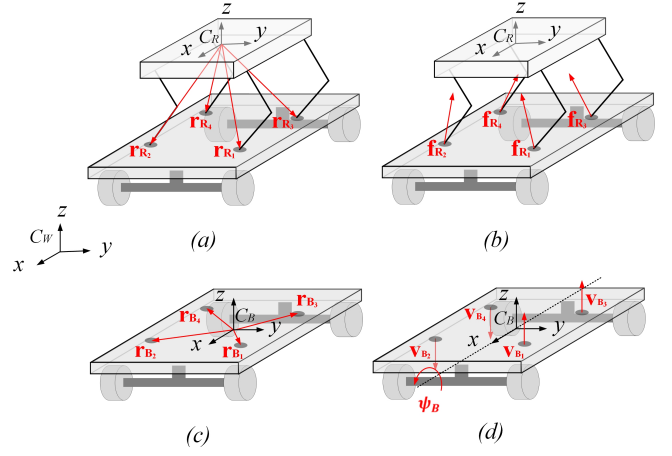 z
C_R
y
x
r_R4
r_R3
r_R2
r_R1
(a)
z
C_R
y
x
f_R4
f_R3
f_R2
f_R1
(b)
z
C_W
y
x
z
C_B
y
x
r_B3
r_B4
r_B2
r_B1
(c)
z
C_B
y
x
v_B3
v_B4
v_B2
v_B1
ψ_B
(d)